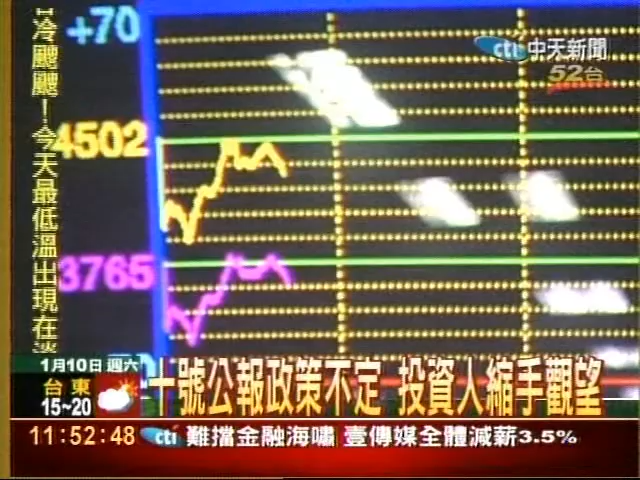 +70
cti 中天新聞
52台
冷颼颼！今天最低溫出現在淡
4502
3765
1月10日 週六
台東
15~20
十號公報政策不定 投資人縮手觀望
11:52:48
cti 難擋金融海嘯 壹傳媒全體減薪3.5%